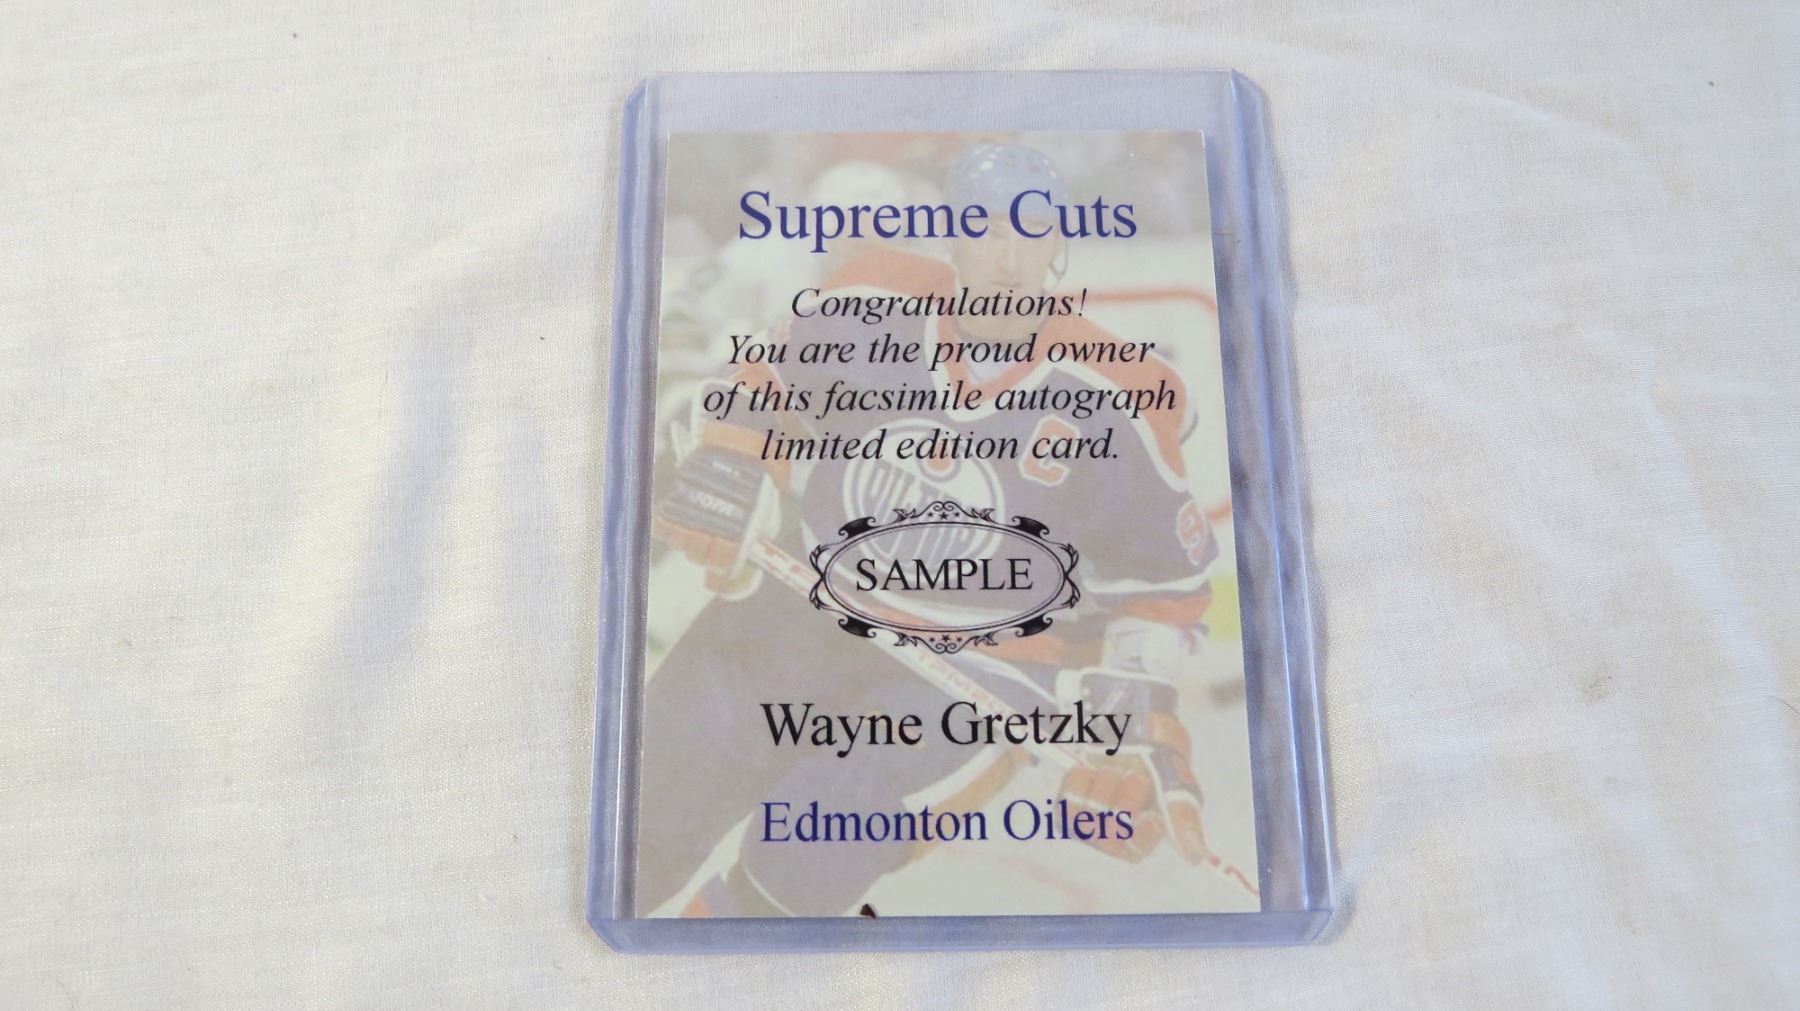 Supreme Cuts
Congratulations!
You are the proud owner
of this facsimile autograph
limited edition card.
C
OILERS
SAMPLE
Wayne Gretzky
Edmonton Oilers